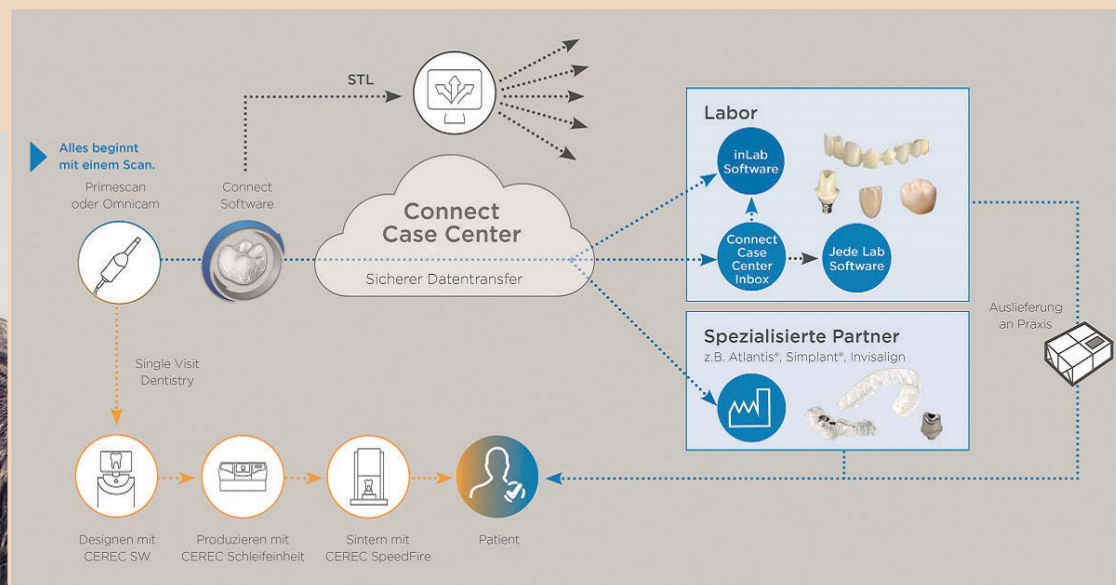 STL
Alles beginnt
mit einem Scan.
Primescan
oder Omnicam
Connect
Software
Connect
Case Center
Sicherer Datentransfer
Labor
inLab
Software
Connect
Case
Center
Inbox
Jede Lab
Software
Spezialisierte Partner
z.B. Atlantis®, Simplant®, Invisalign
Auslieferung
an Praxis
Single Visit
Dentistry
Designen mit
CEREC SW
Produzieren mit
CEREC Schleifeinheit
Sintern mit
CEREC SpeedFire
Patient